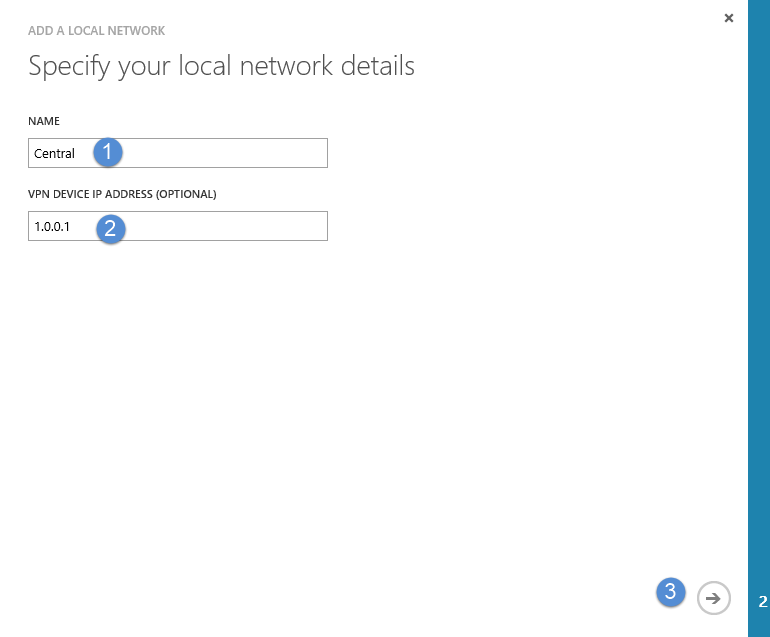 ADD A LOCAL NETWORK
Specify your local network details
NAME
Central 1
VPN DEVICE IP ADDRESS (OPTIONAL)
1.0.0.1 2
3
2